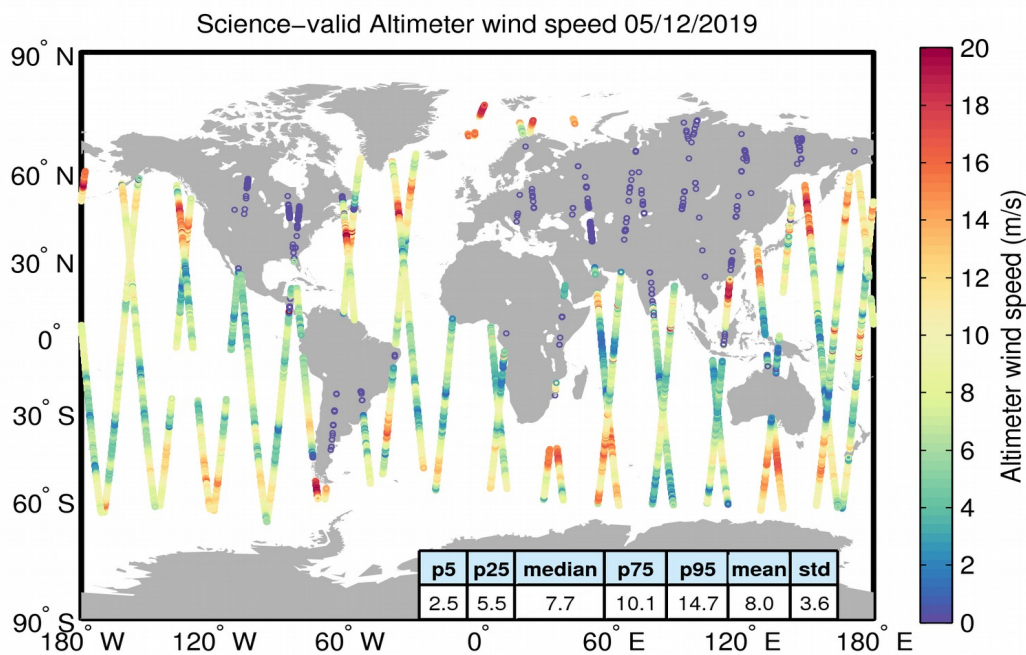 Science-valid Altimeter wind speed 05/12/2019
90° N
60° N
30° N
0°
30° S
60° S
90° S
180° W
120° W
60° W
0°
60° E
120° E
180° E
p5 p25 median p75 p95 mean std
2.5 5.5 7.7 10.1 14.7 8.0 3.6
20
18
16
14
12
10
8
6
4
2
0
Altimeter wind speed (m/s)